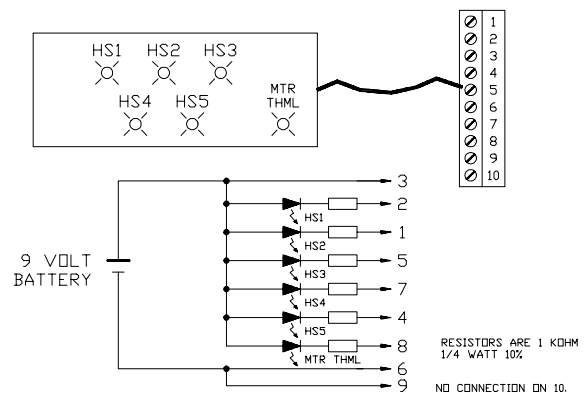 HS1 HS2 HS3
HS4 HS5
MTR
THML
1
2
3
4
5
6
7
8
9
10
9 VOLT
BATTERY
3
2
HS1
1
HS2
5
HS3
7
HS4
4
HS5
8
MTR THML
6
9
RESISTORS ARE 1 KOHM
1/4 WATT 10%
NO CONNECTION ON 10.